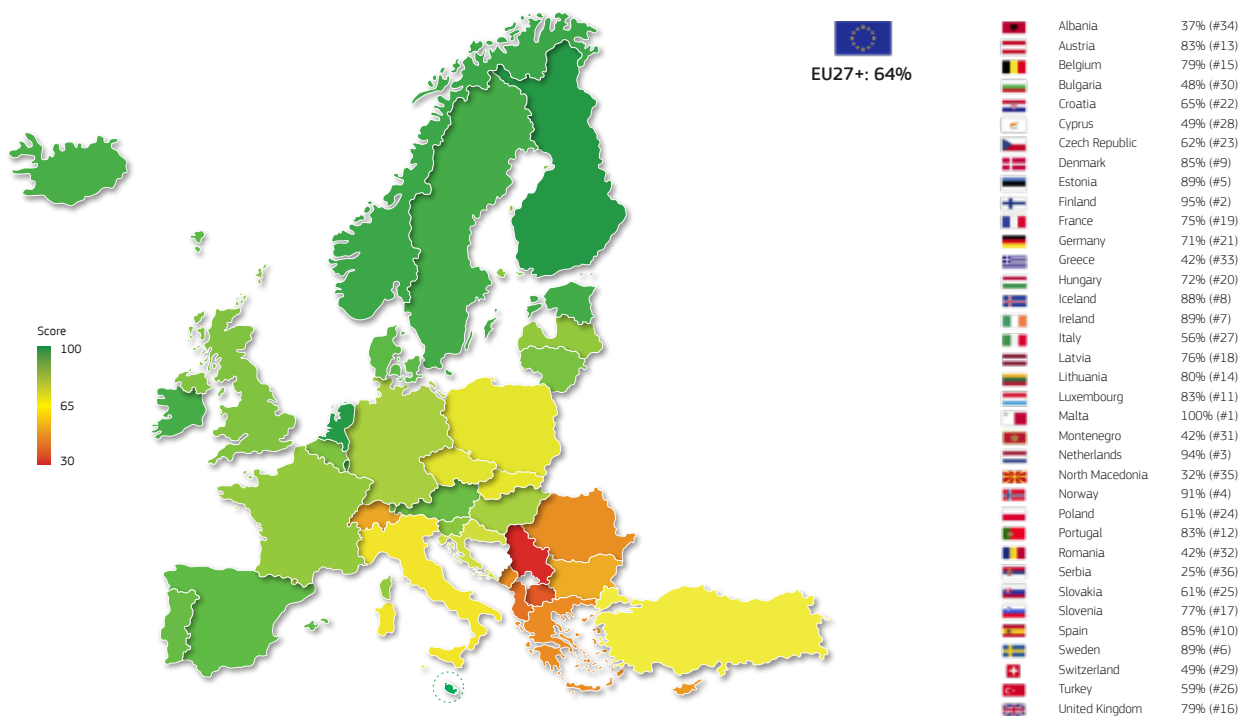 EU27+: 64%
Score
100
65
30
Albania 37% (#34)
Austria 83% (#13)
Belgium 79% (#15)
Bulgaria 48% (#30)
Croatia 65% (#22)
Cyprus 49% (#28)
Czech Republic 62% (#23)
Denmark 85% (#9)
Estonia 89% (#5)
Finland 95% (#2)
France 75% (#19)
Germany 71% (#21)
Greece 42% (#33)
Hungary 72% (#20)
Iceland 88% (#8)
Ireland 89% (#7)
Italy 56% (#27)
Latvia 76% (#18)
Lithuania 80% (#14)
Luxembourg 83% (#11)
Malta 100% (#1)
Montenegro 42% (#31)
Netherlands 94% (#3)
North Macedonia 32% (#35)
Norway 91% (#4)
Poland 61% (#24)
Portugal 83% (#12)
Romania 42% (#32)
Serbia 25% (#36)
Slovakia 61% (#25)
Slovenia 77% (#17)
Spain 85% (#10)
Sweden 89% (#6)
Switzerland 49% (#29)
Turkey 59% (#26)
United Kingdom 79% (#16)